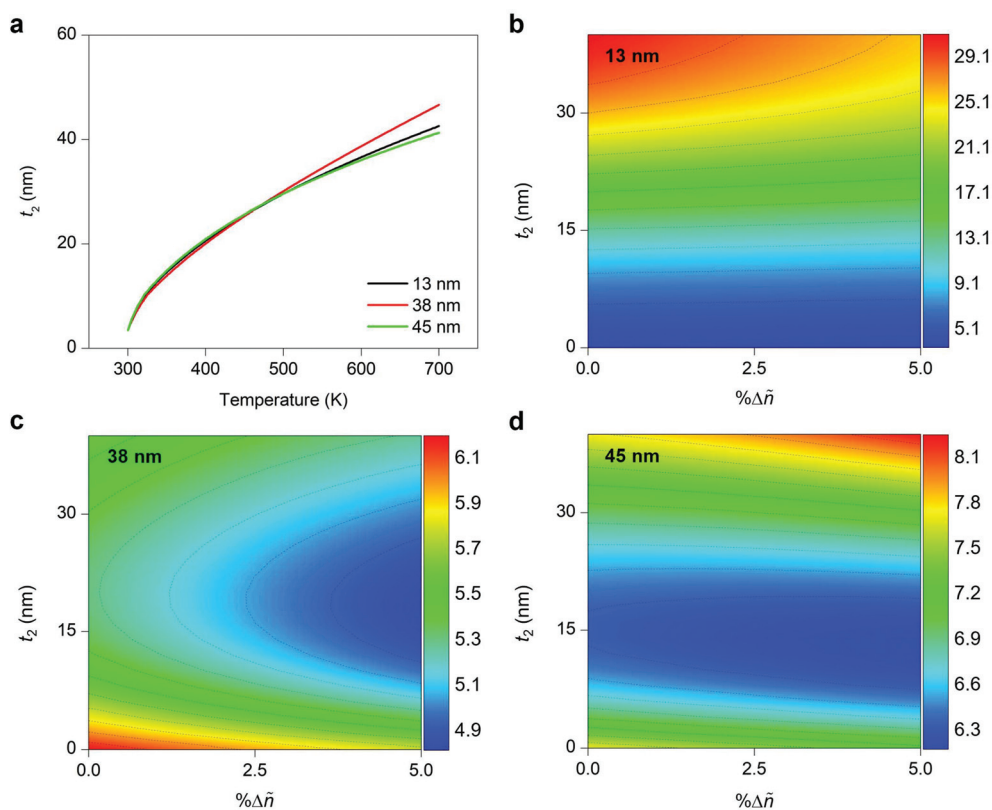 a
60
40
20
0
t2 (nm)
300 400 500 600 700
Temperature (K)
13 nm
38 nm
45 nm
b
13 nm
30
15
0
t2 (nm)
0.0 2.5 5.0
%Δñ
29.1
25.1
21.1
17.1
13.1
9.1
5.1
c
38 nm
30
15
0
t2 (nm)
0.0 2.5 5.0
%Δñ
6.1
5.9
5.7
5.5
5.3
5.1
4.9
d
45 nm
30
15
0
t2 (nm)
0.0 2.5 5.0
%Δñ
8.1
7.8
7.5
7.2
6.9
6.6
6.3